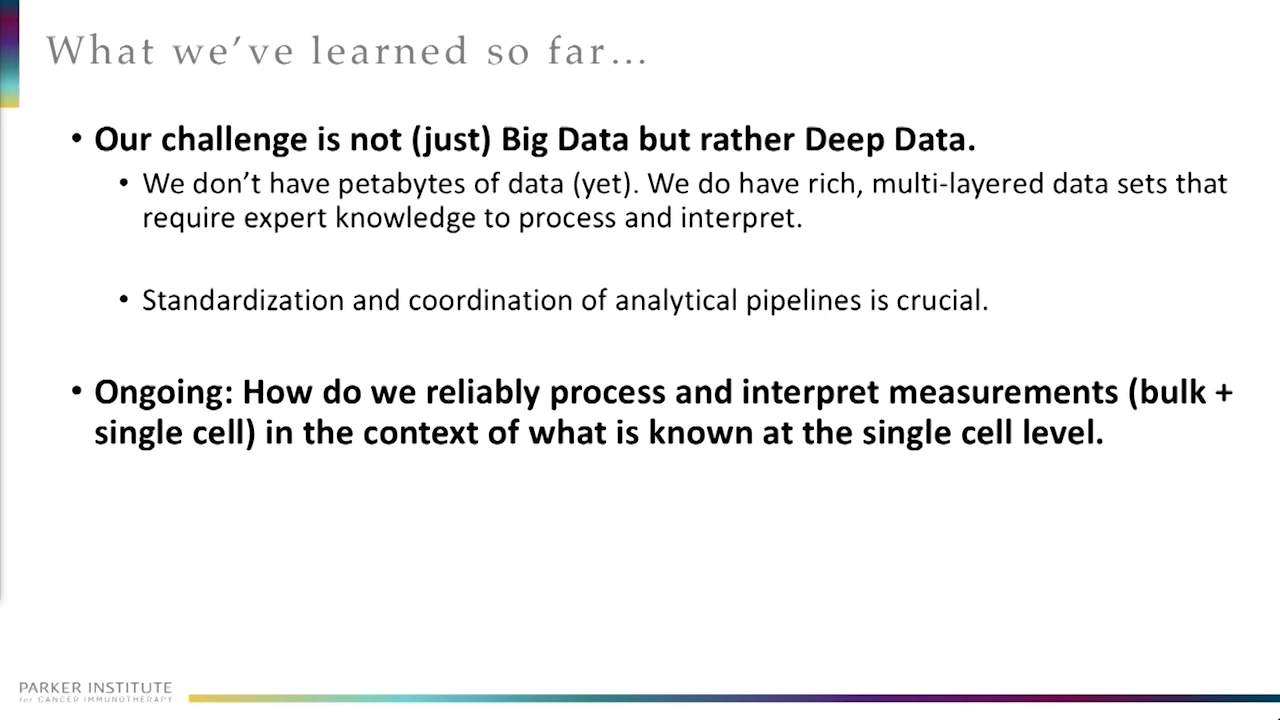 What we’ve learned so far…
• Our challenge is not (just) Big Data but rather Deep Data.
• We don’t have petabytes of data (yet). We do have rich, multi-layered data sets that
require expert knowledge to process and interpret.
• Standardization and coordination of analytical pipelines is crucial.
• Ongoing: How do we reliably process and interpret measurements (bulk +
single cell) in the context of what is known at the single cell level.
PARKER INSTITUTE
for CANCER IMMUNOTHERAPY